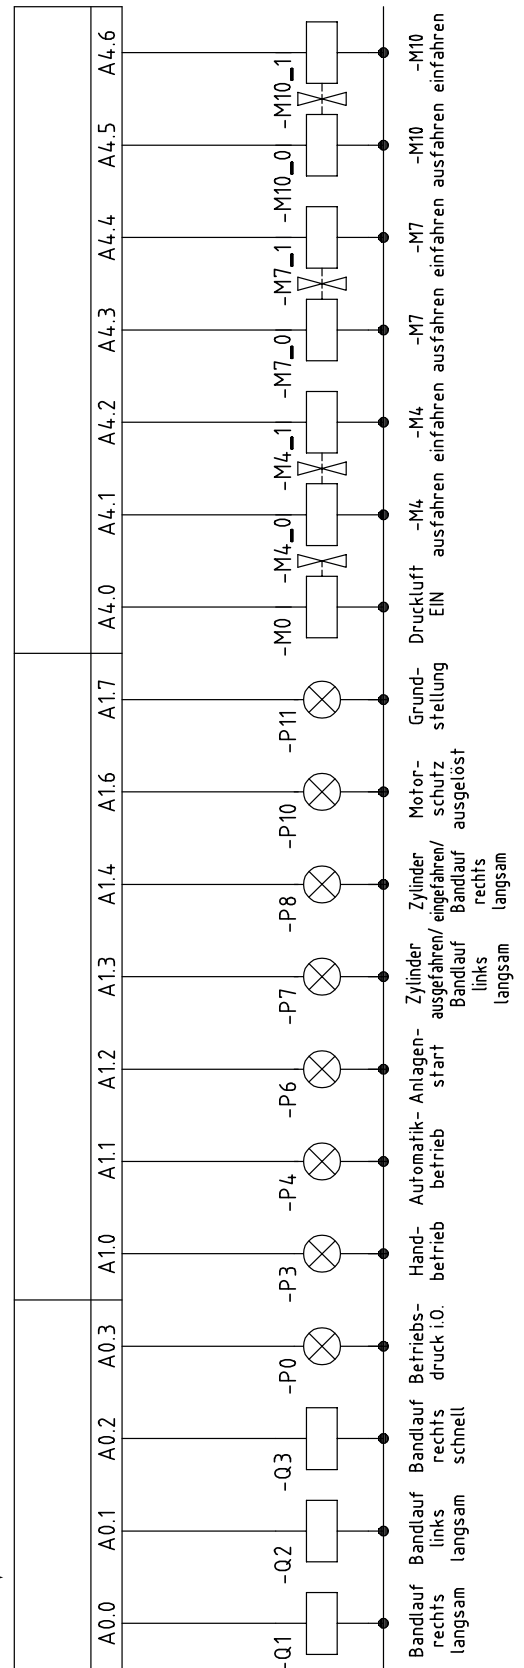 A0.0
A0.1
A0.2
A0.3
A1.0
A1.1
A1.2
A1.3
A1.4
A1.6
A1.7
A4.0
A4.1
A4.2
A4.3
A4.4
A4.5
A4.6
-Q1
-Q2
-Q3
-P0
-P3
-P4
-P6
-P7
-P8
-P10
-P11
-M0
-M4_0
-M4_1
-M7_0
-M7_1
-M10_0
-M10_1
Bandlauf
rechts
langsam
Bandlauf
links
langsam
Bandlauf
rechts
schnell
Betriebs-
druck i.O.
Hand-
betrieb
Automatik-
betrieb
Anlagen-
start
Zylinder
ausgefahren/
Bandlauf
links
langsam
Zylinder
eingefahren/
Bandlauf
rechts
langsam
Motor-
schutz
ausgelöst
Grund-
stellung
Druckluft
EIN
-M4
ausfahren
-M4
einfahren
-M7
ausfahren
-M7
einfahren
-M10
ausfahren
-M10
einfahren